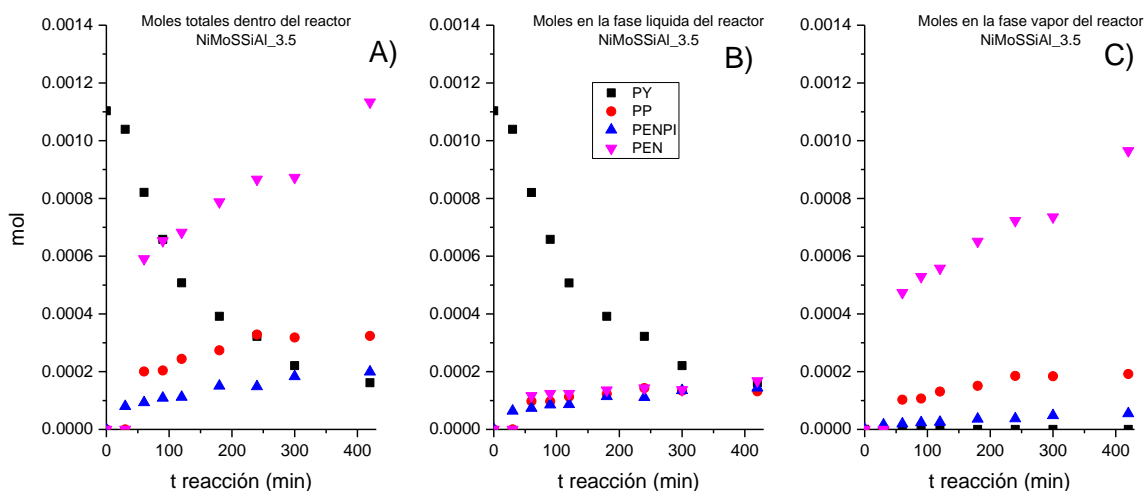 Moles totales dentro del reactor
NiMoSSiAl_3.5
A)
0.0014
0.0012
0.0010
0.0008
0.0006
0.0004
0.0002
0.0000
mol
0 100 200 300 400
t reacción (min)
Moles en la fase liquida del reactor
NiMoSSiAl_3.5
B)
PY
PP
PENPI
PEN
0.0014
0.0012
0.0010
0.0008
0.0006
0.0004
0.0002
0.0000
0 100 200 300 400
t reacción (min)
Moles en la fase vapor del reactor
NiMoSSiAl_3.5
C)
0.0014
0.0012
0.0010
0.0008
0.0006
0.0004
0.0002
0.0000
0 100 200 300 400
t reacción (min)